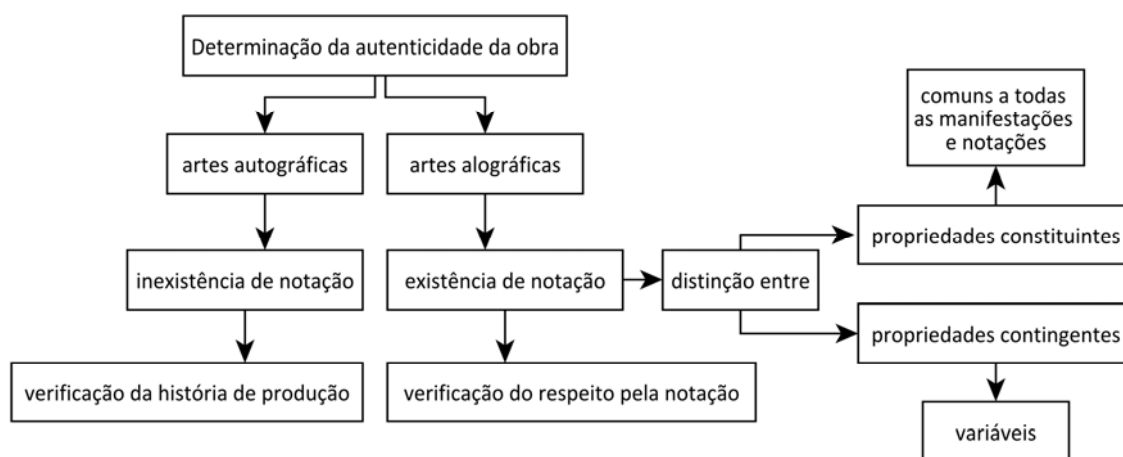 Determinação da autenticidade da obra
comuns a todas
as manifestações
e notações
artes autográficas
artes alográficas
propriedades constituintes
inexistência de notação
existência de notação
distinção entre
propriedades contingentes
verificação da história de produção
verificação do respeito pela notação
variáveis